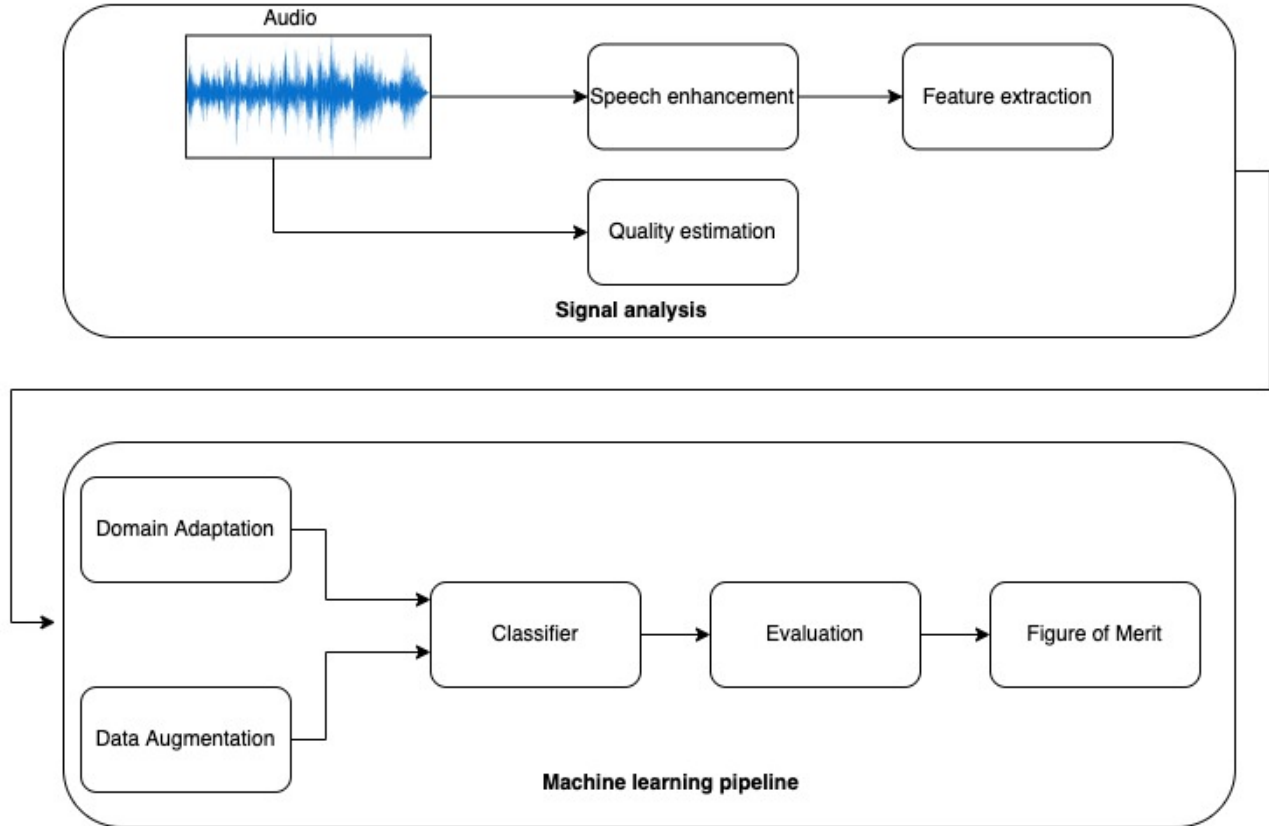 Audio
Speech enhancement
Feature extraction
Quality estimation
Signal analysis
Domain Adaptation
Classifier
Evaluation
Figure of Merit
Data Augmentation
Machine learning pipeline